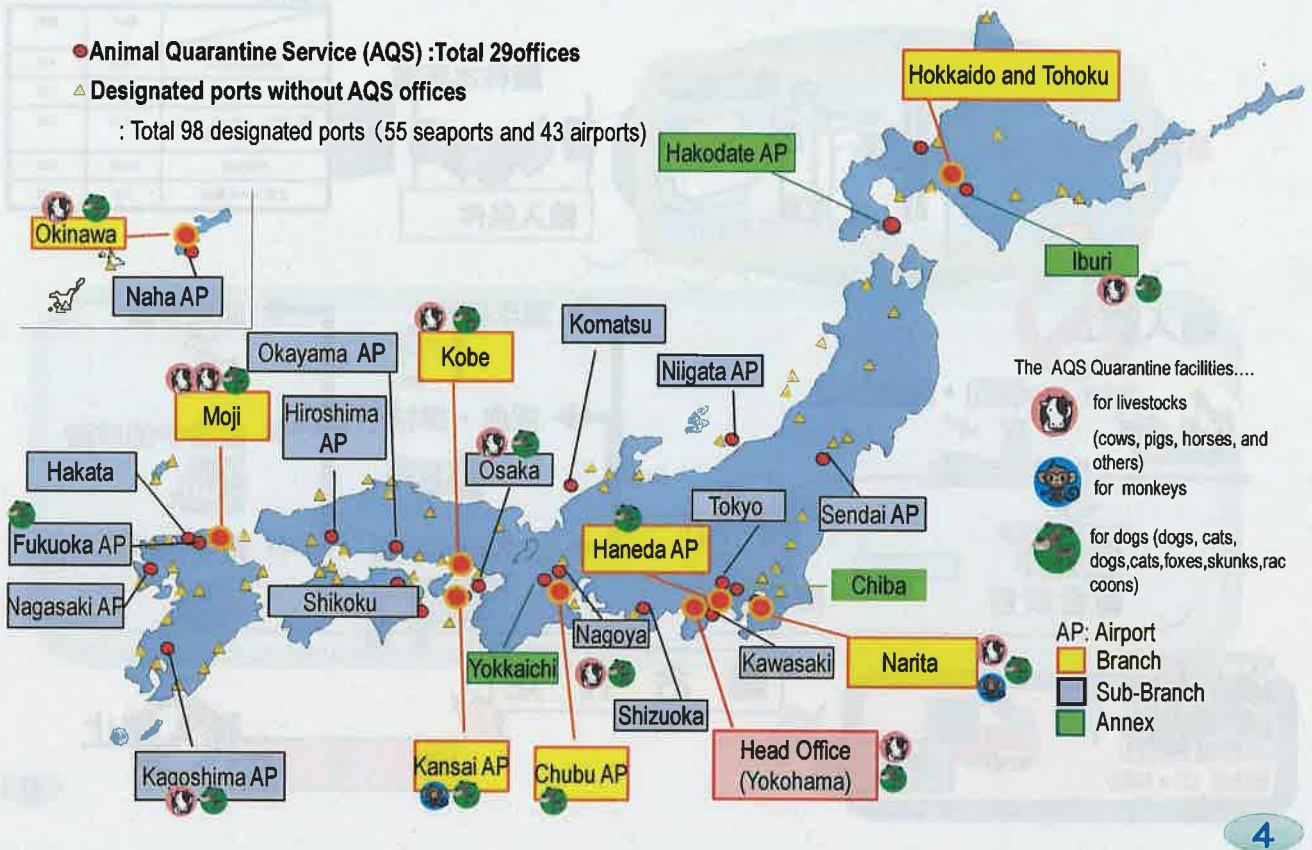 Animal Quarantine Service (AQS) :Total 29offices
Designated ports without AQS offices
: Total 98 designated ports (55 seaports and 43 airports)
Hokkaido and Tohoku
Hakodate AP
Iburi
Okinawa
Naha AP
Okayama AP
Kobe
Komatsu
Niigata AP
Moji
Hiroshima
AP
Osaka
Hakata
Fukuoka AP
Nagasaki AP
Shikoku
Tokyo
Sendai AP
Haneda AP
Chiba
Nagoya
Yokkaichi
Kawasaki
Narita
Shizuoka
Kagoshima AP
Kansai AP
Chubu AP
Head Office
(Yokohama)
The AQS Quarantine facilities....
for livestocks
(cows, pigs, horses, and
others)
for monkeys
for dogs (dogs, cats,
dogs,cats,foxes,skunks,rac
coons)
AP: Airport
Branch
Sub-Branch
Annex
4